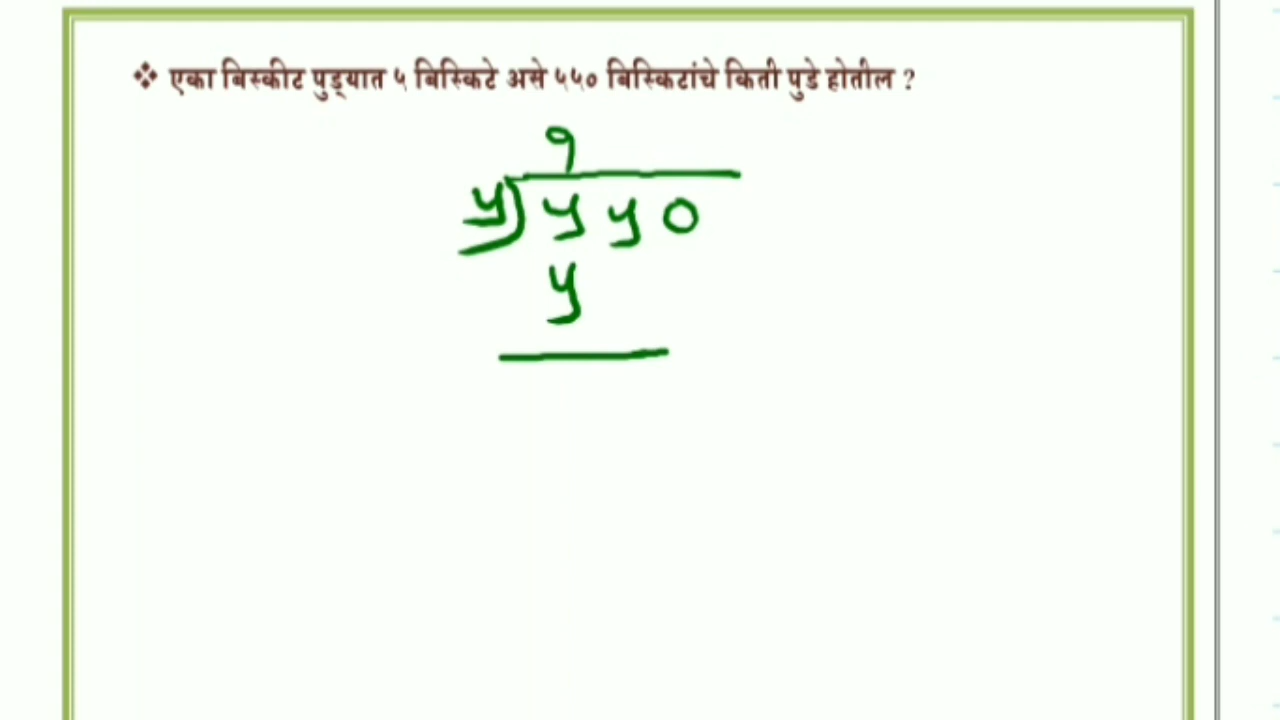 ❖ एका बिस्कीट पुड्यात ५ बिस्किटे असे ५५० बिस्किटांचे किती पुडे होतील ?
१
५) ५ ५ ०
५